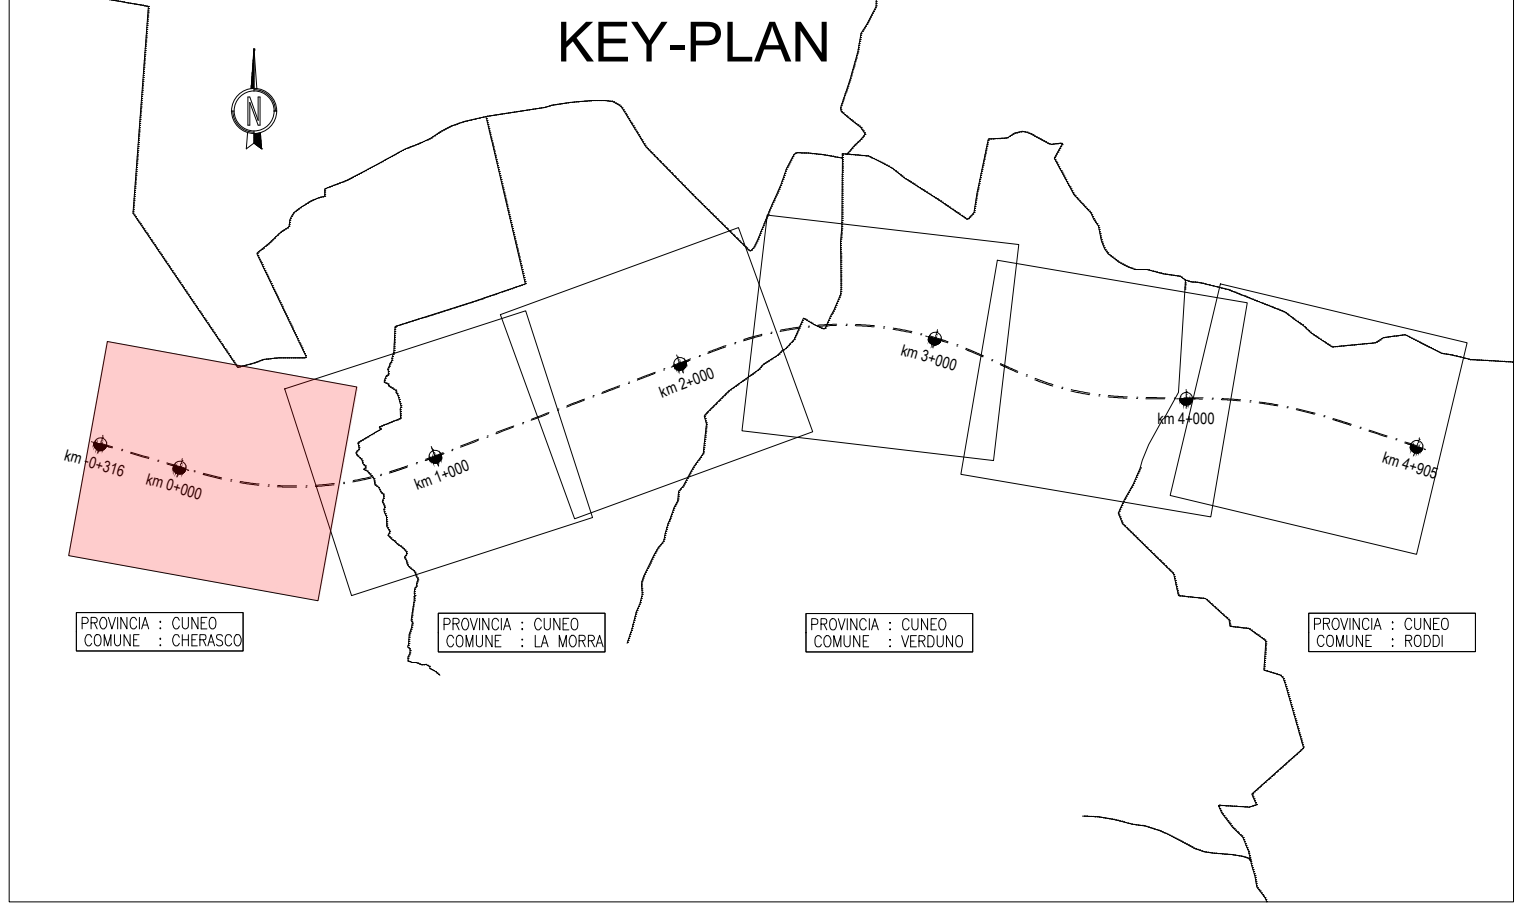 KEY-PLAN
N
km -0+316
km 0+000
km 1+000
km 2+000
km 3+000
km 4+000
km 4+905
PROVINCIA : CUNEO
COMUNE : CHERASCO
PROVINCIA : CUNEO
COMUNE : LA MORRA
PROVINCIA : CUNEO
COMUNE : VERDUNO
PROVINCIA : CUNEO
COMUNE : RODDI